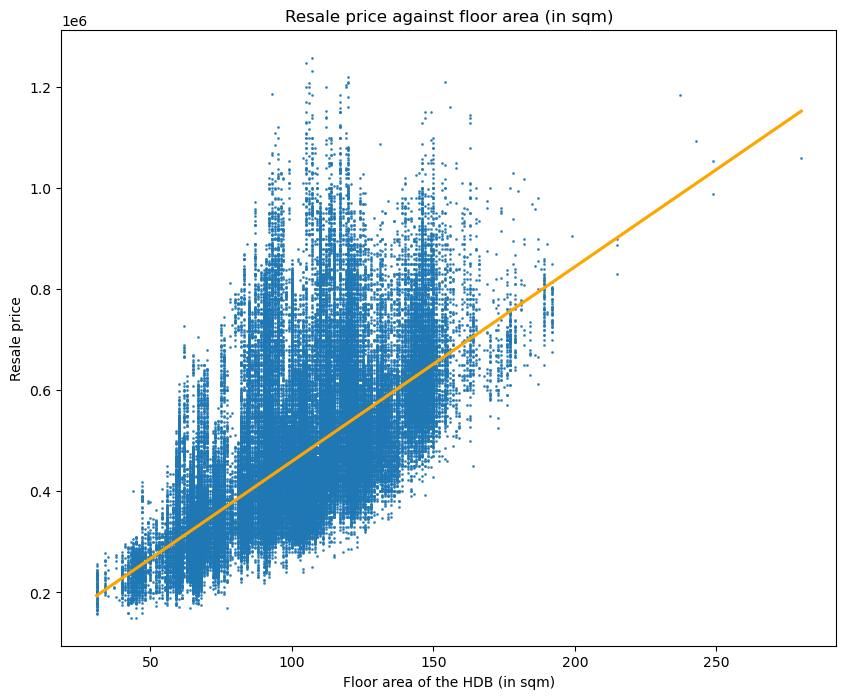 Resale price against floor area (in sqm)
1e6
1.2
1.0
0.8
0.6
0.4
0.2
Resale price
50 100 150 200 250
Floor area of the HDB (in sqm)